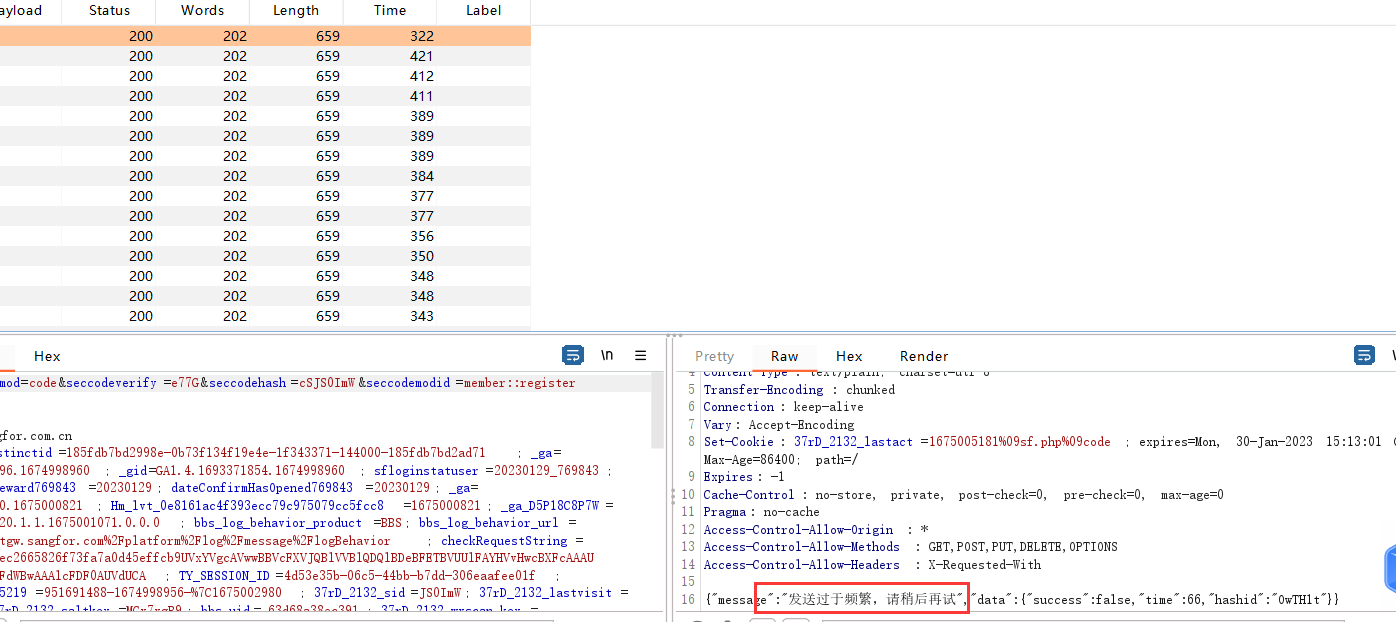 ayload Status Words Length Time Label
200 202 659 322
200 202 659 421
200 202 659 412
200 202 659 411
200 202 659 389
200 202 659 389
200 202 659 389
200 202 659 384
200 202 659 377
200 202 659 377
200 202 659 356
200 202 659 350
200 202 659 348
200 202 659 348
200 202 659 343
Hex \n
mod=code&seccodeverify =e77G&seccodehash =cSJS0ImW&seccodemodid =member::register
gfor.com.cn
stinctid =185fdb7bd2998e-0b73f134f19e4e-1f343371-144000-185fdb7bd2ad71 ; _ga=
96.1674998960 ; _gid=GA1.4.1693371854.1674998960 ; sfloginstatuser =20230129_769843 ;
eward769843 =20230129; dateConfirmHasOpened769843 =20230129; _ga=
0.1675000821 ; Hm_lvt_0e8161ac4f393ecc79c975079cc5fcc8 =1675000821 ; _ga_D5P18C8P7W =
20.1.1.1675001071.0.0.0 ; bbs_log_behavior_product =BBS; bbs_log_behavior_url =
tgw.sangfor.com%2Fplatform%2Flog%2Fmessage%2FlogBehavior ; checkRequestString =
ec2665826f73fa7a0d45effcb9UVxYVgcAVwwBBVcFXVJQBlVVBlQDQlBDeBFETBVUUlFAYHVvHwcBXFcAAAU
FdWBwAAAlcFDF0AUVdUCA ; TY_SESSION_ID =4d53e35b-06c5-44bb-b7dd-306eaafee01f ;
5219 =951691488-1674998956-%7C1675002980 ; 37rD_2132_sid =JS0ImW; 37rD_2132_lastvisit =
Pretty Raw Hex Render
4 Content-Type : text/plain; charset=utf-8
5 Transfer-Encoding : chunked
6 Connection : keep-alive
7 Vary: Accept-Encoding
8 Set-Cookie : 37rD_2132_lastact =1675005181%09sf.php%09code ; expires=Mon, 30-Jan-2023 15:13:01
Max-Age=86400; path=/
9 Expires : -1
10 Cache-Control : no-store, private, post-check=0, pre-check=0, max-age=0
11 Pragma : no-cache
12 Access-Control-Allow-Origin : *
13 Access-Control-Allow-Methods : GET,POST,PUT,DELETE,OPTIONS
14 Access-Control-Allow-Headers : X-Requested-With
15
16 {"message":"发送过于频繁，请稍后再试","data":{"success":false,"time":66,"hashid":"0wTH1t"}}